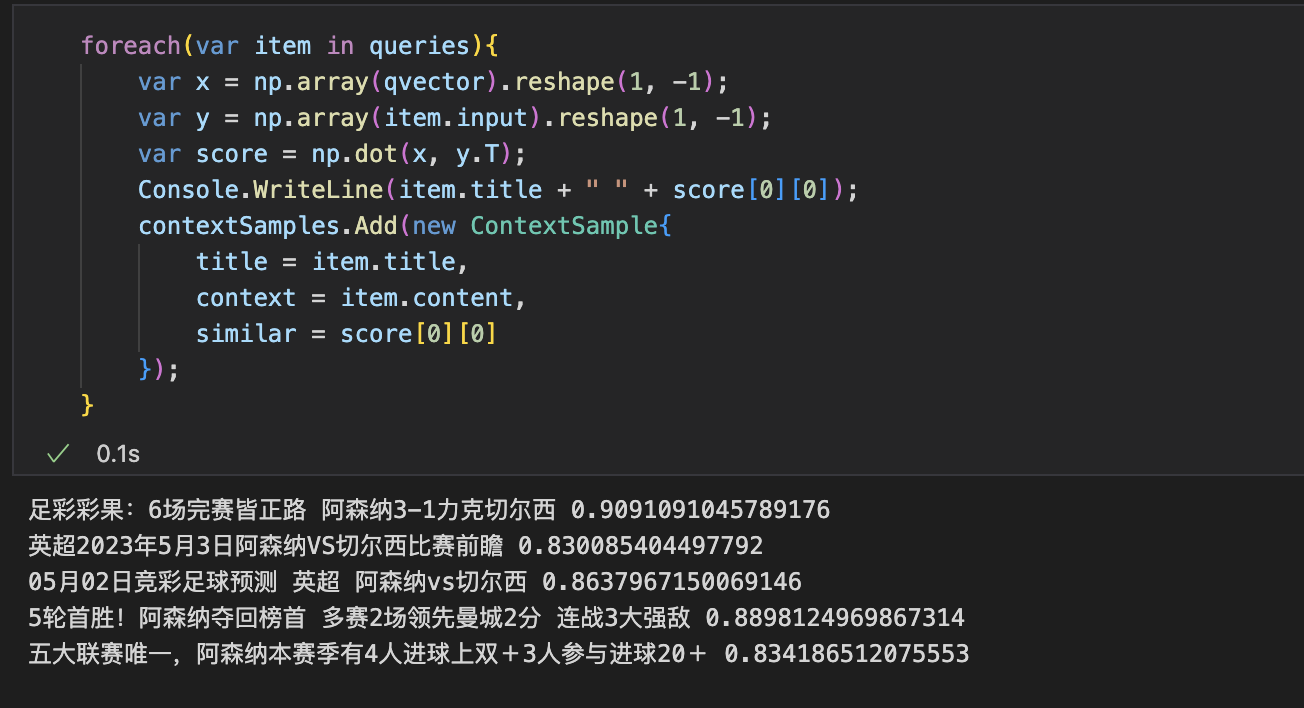 foreach(var item in queries){
var x = np.array(qvector).reshape(1, -1);
var y = np.array(item.input).reshape(1, -1);
var score = np.dot(x, y.T);
Console.WriteLine(item.title + " " + score[0][0]);
contextSamples.Add(new ContextSample{
title = item.title,
context = item.content,
similar = score[0][0]
});
}
0.1s
足彩彩果：6场完赛皆正路 阿森纳3-1力克切尔西 0.9091091045789176
英超2023年5月3日阿森纳VS切尔西比赛前瞻 0.830085404497792
05月02日竞彩足球预测 英超 阿森纳vs切尔西 0.8637967150069146
5轮首胜！阿森纳夺回榜首 多赛2场领先曼城2分 连战3大强敌 0.8898124969867314
五大联赛唯一，阿森纳本赛季有4人进球上双＋3人参与进球20＋ 0.834186512075553